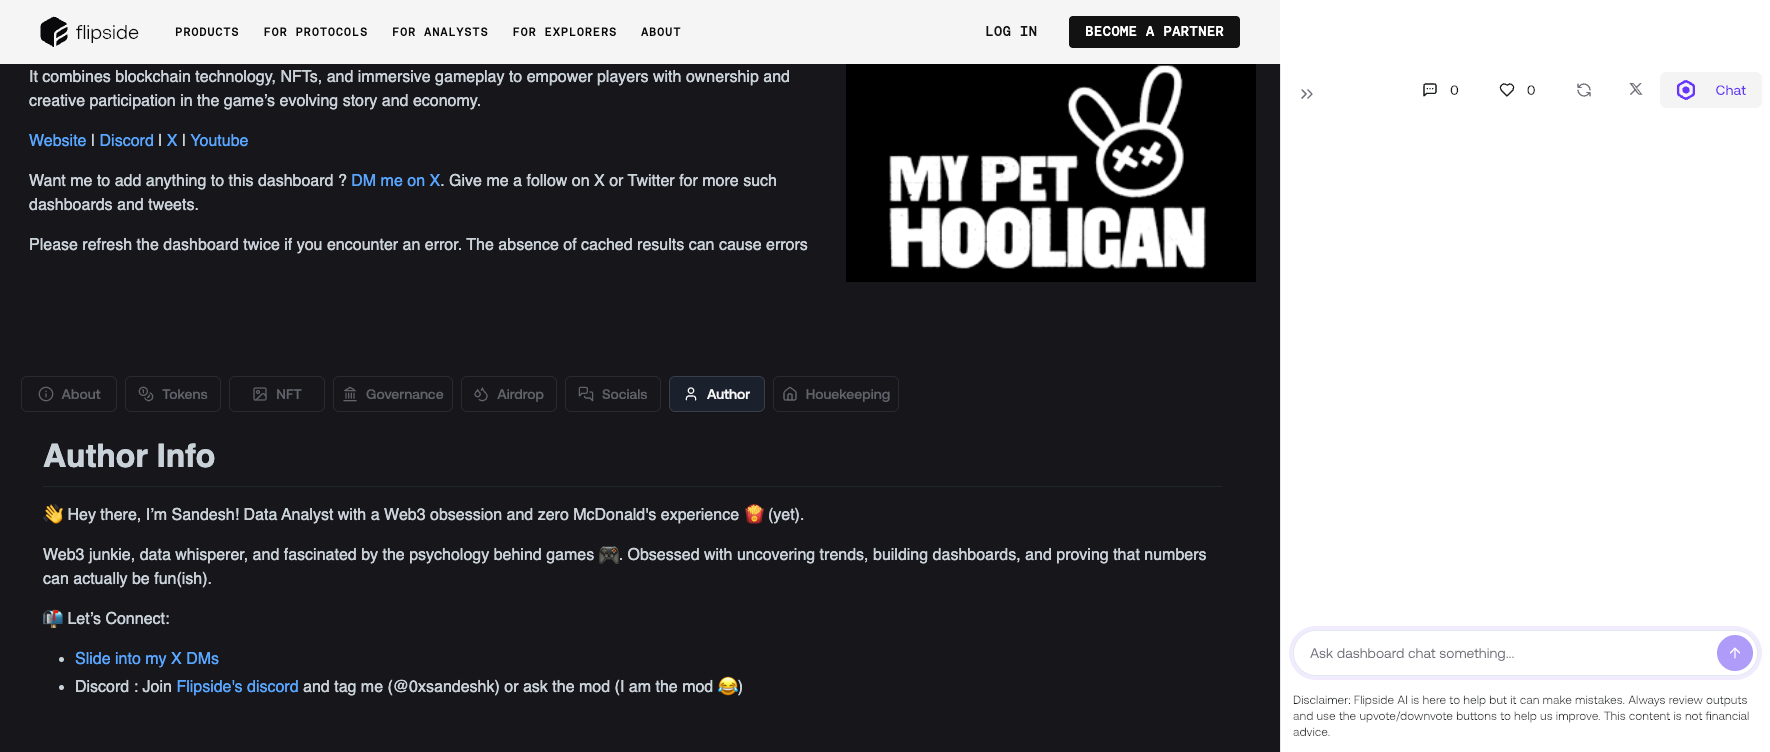 flipside
PRODUCTS FOR PROTOCOLS FOR ANALYSTS FOR EXPLORERS ABOUT LOG IN BECOME A PARTNER
It combines blockchain technology, NFTs, and immersive gameplay to empower players with ownership and
creative participation in the game's evolving story and economy.
Website | Discord | X | Youtube
Want me to add anything to this dashboard ? DM me on X. Give me a follow on X or Twitter for more such
dashboards and tweets.
Please refresh the dashboard twice if you encounter an error. The absence of cached results can cause errors
MY PET
HOOLIGAN
0 0 Chat
About Tokens NFT Governance Airdrop Socials Author Houekeeping
Author Info
👋 Hey there, I'm Sandesh! Data Analyst with a Web3 obsession and zero McDonald's experience 🍟 (yet).
Web3 junkie, data whisperer, and fascinated by the psychology behind games 🎮. Obsessed with uncovering trends, building dashboards, and proving that numbers
can actually be fun(ish).
📬 Let's Connect:
• Slide into my X DMs
• Discord : Join Flipside's discord and tag me (@0xsandeshk) or ask the mod (I am the mod 😂)
Ask dashboard chat something...
Disclaimer: Flipside AI is here to help but it can make mistakes. Always review outputs
and use the upvote/downvote buttons to help us improve. This content is not financial
advice.